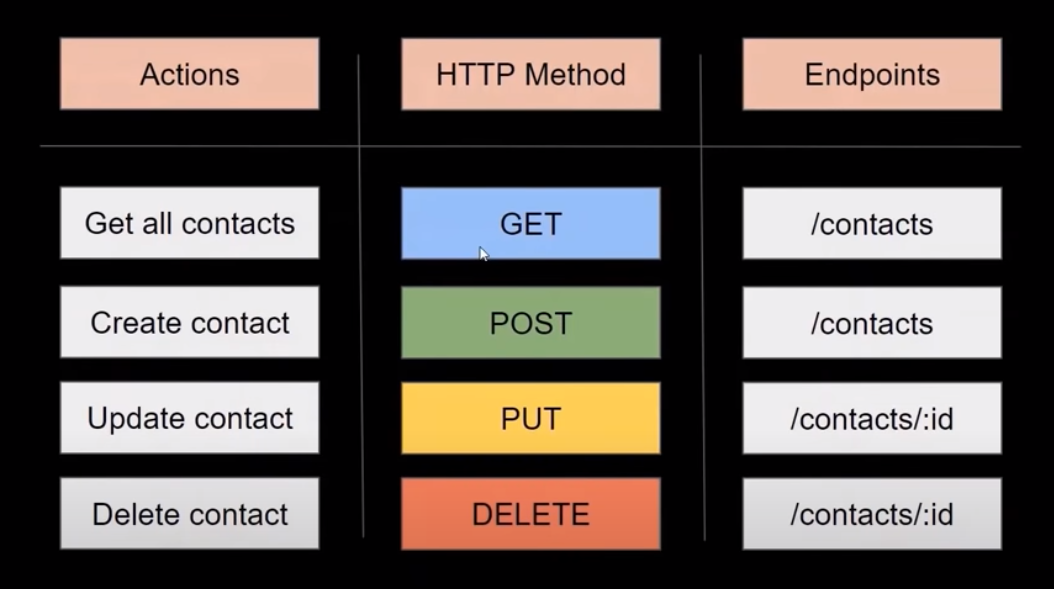 Actions
HTTP Method
Endpoints
Get all contacts
GET
/contacts
Create contact
POST
/contacts
Update contact
PUT
/contacts/:id
Delete contact
DELETE
/contacts/:id